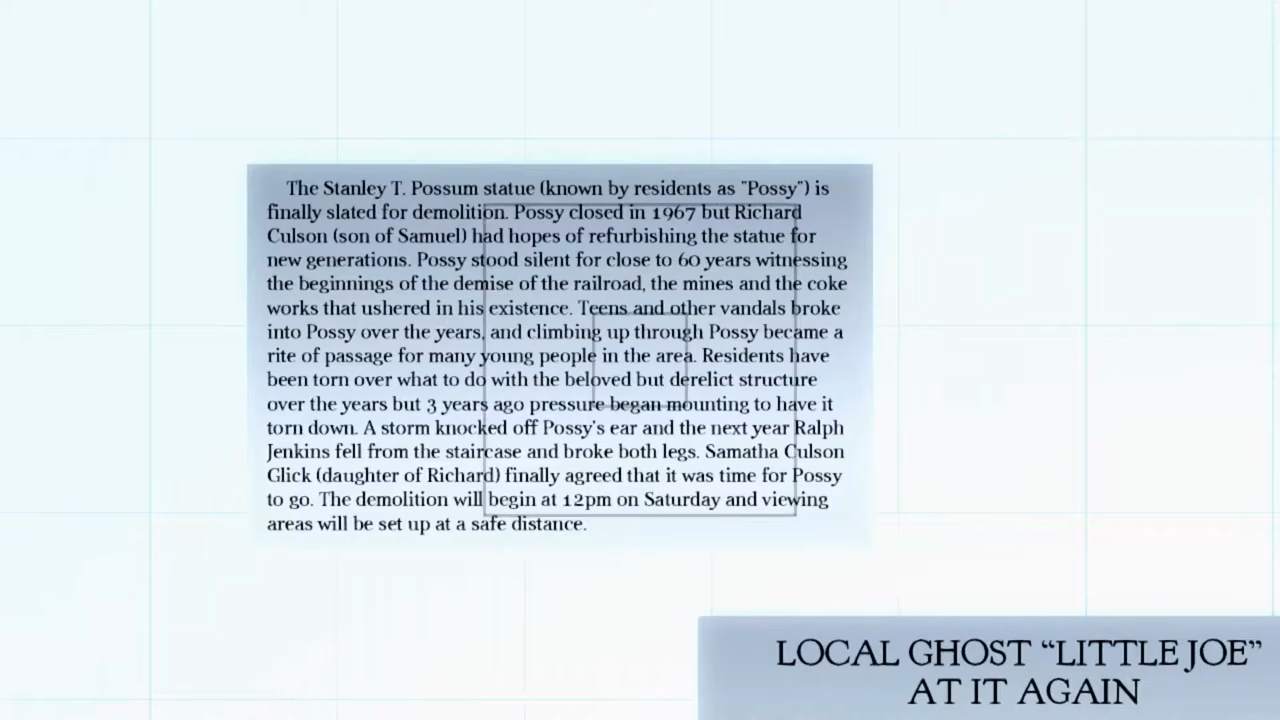 The Stanley T. Possum statue (known by residents as "Possy") is
finally slated for demolition. Possy closed in 1967 but Richard
Culson (son of Samuel) had hopes of refurbishing the statue for
new generations. Possy stood silent for close to 60 years witnessing
the beginnings of the demise of the railroad, the mines and the coke
works that ushered in his existence. Teens and other vandals broke
into Possy over the years, and climbing up through Possy became a
rite of passage for many young people in the area. Residents have
been torn over what to do with the beloved but derelict structure
over the years but 3 years ago pressure began mounting to have it
torn down. A storm knocked off Possy's ear and the next year Ralph
Jenkins fell from the staircase and broke both legs. Samatha Culson
Glick (daughter of Richard) finally agreed that it was time for Possy
to go. The demolition will begin at 12pm on Saturday and viewing
areas will be set up at a safe distance.
LOCAL GHOST “LITTLE JOE”
AT IT AGAIN